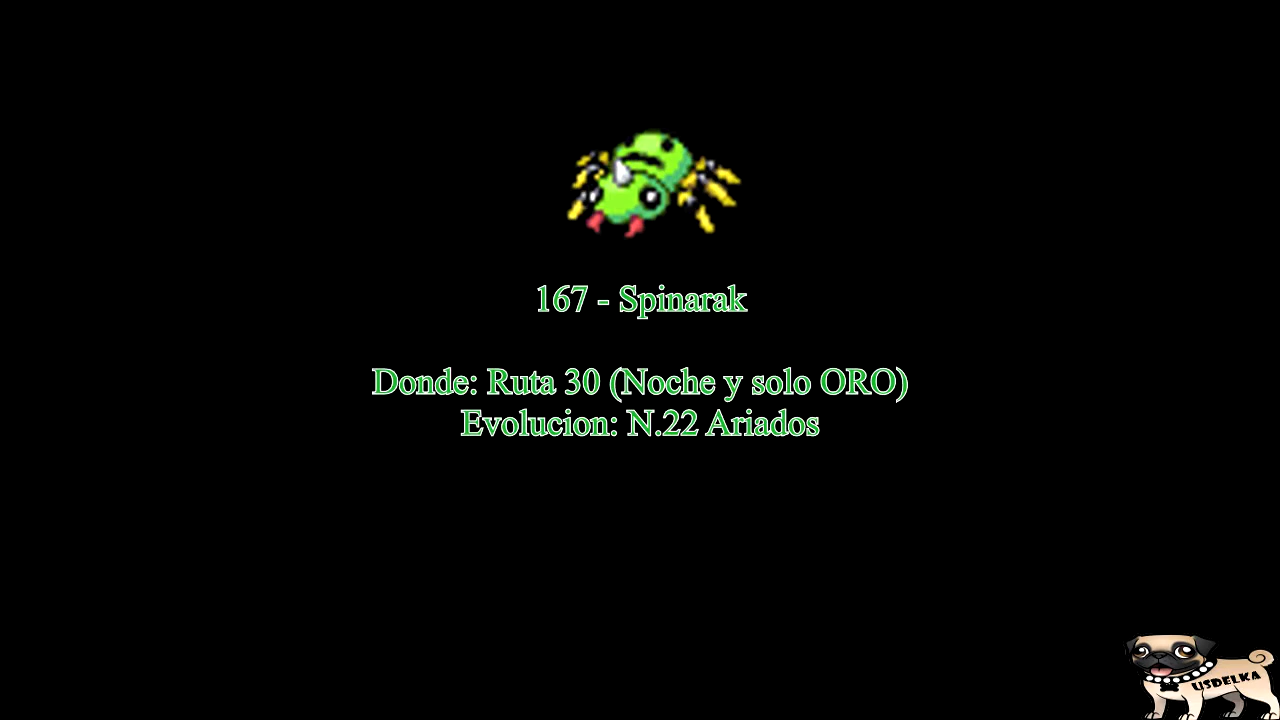 167 - Spinarak
Donde: Ruta 30 (Noche y solo ORO)
Evolucion: N.22 Ariados
USDELKA